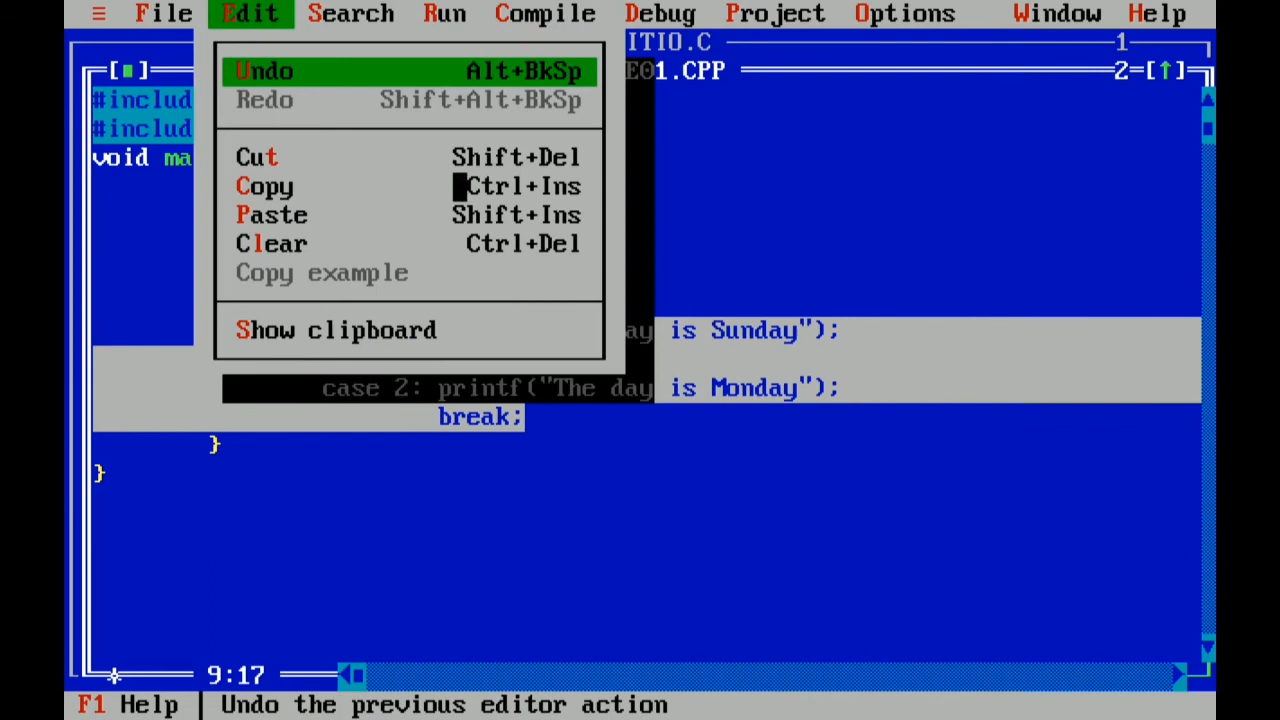 ≡ File Edit Search Run Compile Debug Project Options Window Help
ITIO.C 1
[■] E01.CPP 2=[↑]
Undo Alt+BkSp
#includ Redo Shift+Alt+BkSp
#includ
void ma Cut Shift+Del
Copy Ctrl+Ins
Paste Shift+Ins
Clear Ctrl+Del
Copy example
Show clipboard ay is Sunday");
case 2: printf("The day is Monday");
break;
}
}
9:17
F1 Help | Undo the previous editor action